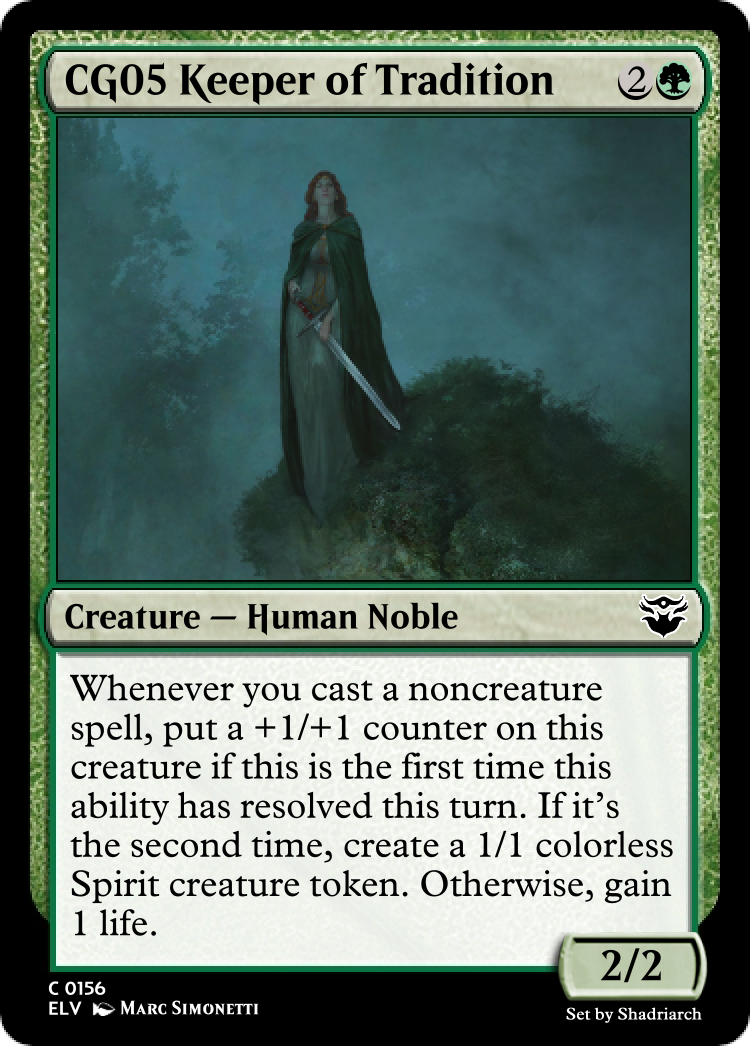 CG05 Keeper of Tradition 2
Creature — Human Noble
Whenever you cast a noncreature
spell, put a +1/+1 counter on this
creature if this is the first time this
ability has resolved this turn. If it’s
the second time, create a 1/1 colorless
Spirit creature token. Otherwise, gain
1 life.
2/2
C 0156
ELV Marc Simonetti
Set by Shadriarch